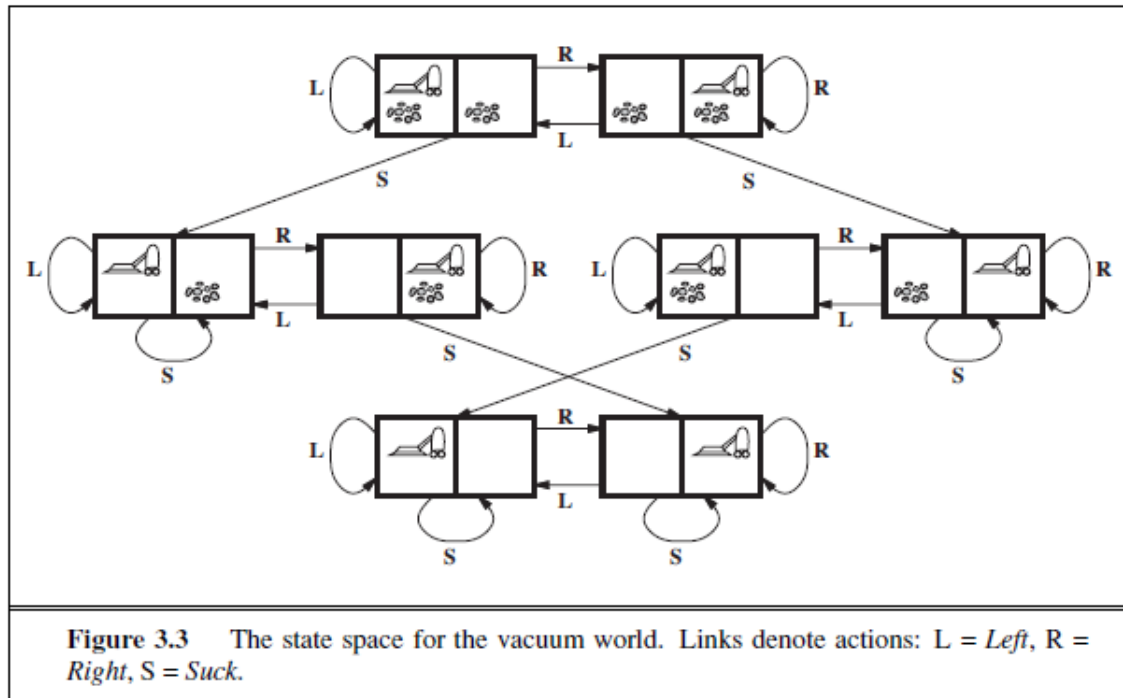 R
L R
L
S S
R R
L R L R
L L
S S S S
R
L R
L
S S
Figure 3.3 The state space for the vacuum world. Links denote actions: L = Left, R =
Right, S = Suck.